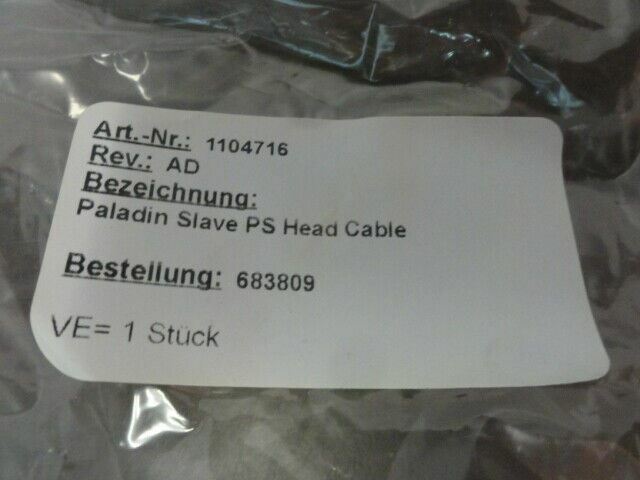 Art.-Nr.: 1104716
Rev.: AD
Bezeichnung:
Paladin Slave PS Head Cable
Bestellung: 683809
VE= 1 Stück